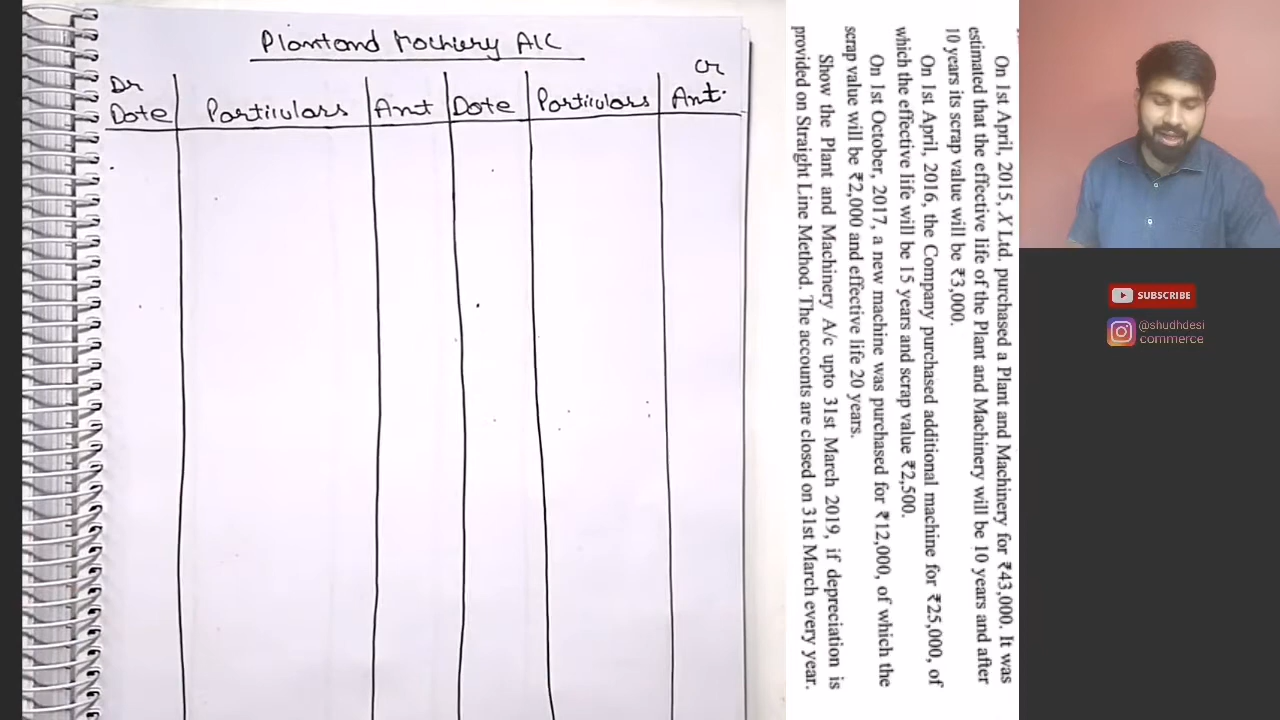 Plantand Machinery A/C
Dr
Cr
Date Particulars Amt Date Particulars Amt.
On 1st April, 2015, X Ltd. purchased a Plant and Machinery for ₹43,000. It was
estimated that the effective life of the Plant and Machinery will be 10 years and after
10 years its scrap value will be ₹3,000.
On 1st April, 2016, the Company purchased additional machine for ₹25,000, of
which the effective life will be 15 years and scrap value ₹2,500.
On 1st October, 2017, a new machine was purchased for ₹12,000, of which the
scrap value will be ₹2,000 and effective life 20 years.
Show the Plant and Machinery A/c upto 31st March 2019, if depreciation is
provided on Straight Line Method. The accounts are closed on 31st March every year.
SUBSCRIBE
@shudhdesi
commerce